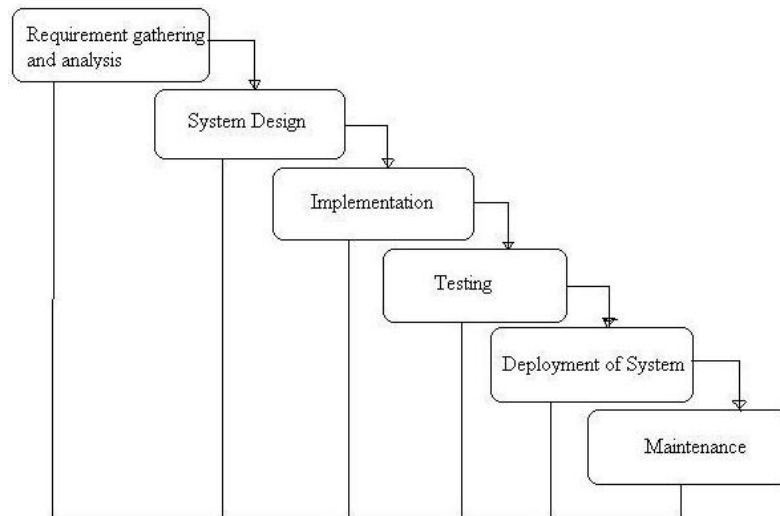 Requirement gathering
and analysis
System Design
Implementation
Testing
Deployment of System
Maintenance